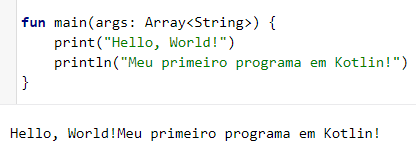 fun main(args: Array<String>) {
    print("Hello, World!")
    println("Meu primeiro programa em Kotlin!")
}
Hello, World!Meu primeiro programa em Kotlin!